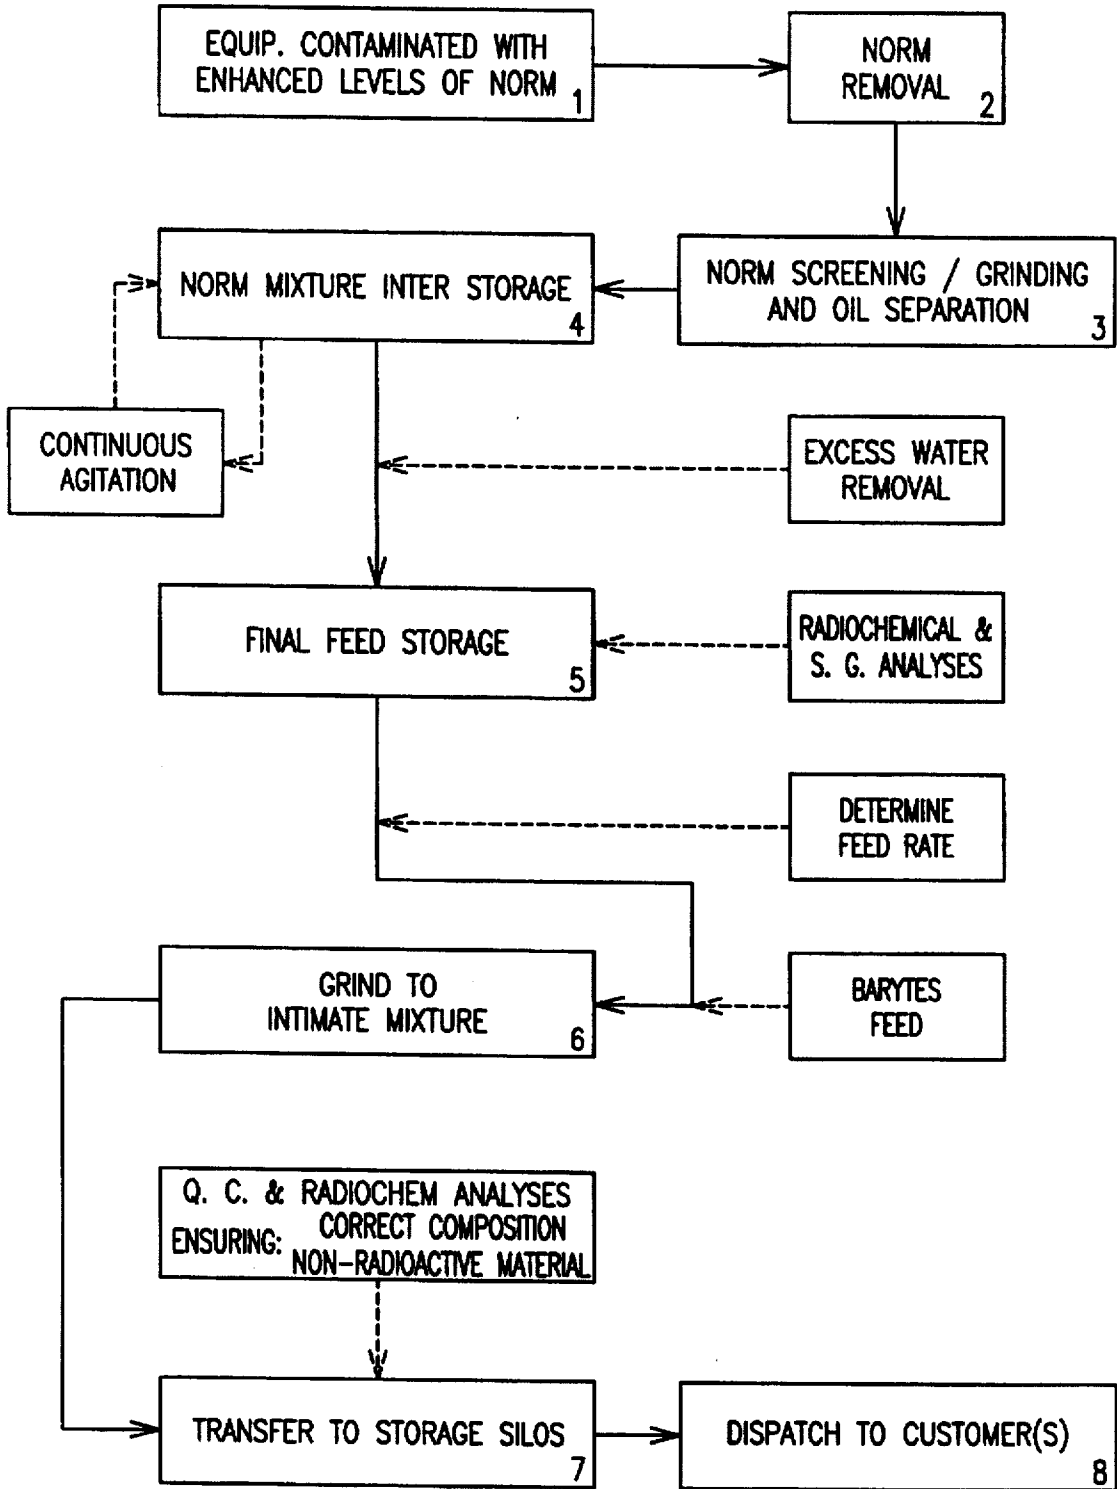 EQUIP. CONTAMINATED WITH
ENHANCED LEVELS OF NORM
1
NORM
REMOVAL
2
NORM SCREENING / GRINDING
AND OIL SEPARATION
3
NORM MIXTURE INTER STORAGE
4
CONTINUOUS
AGITATION
EXCESS WATER
REMOVAL
FINAL FEED STORAGE
5
RADIOCHEMICAL &
S. G. ANALYSES
DETERMINE
FEED RATE
GRIND TO
INTIMATE MIXTURE
6
BARYTES
FEED
Q. C. & RADIOCHEM ANALYSES
ENSURING: CORRECT COMPOSITION
NON-RADIOACTIVE MATERIAL
TRANSFER TO STORAGE SILOS
7
DISPATCH TO CUSTOMER(S)
8